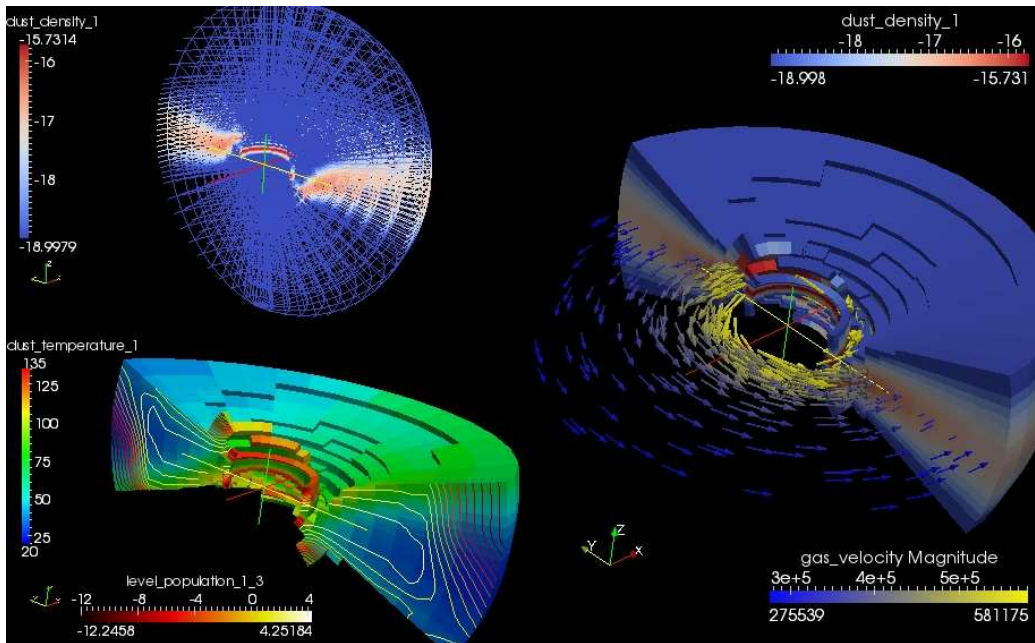 dust_density_1
-15.7314
-16
-17
-18
-18.9979
z
dust_density_1
-18 -17 -16
-18.998 -15.731
dust_temperature_1
135
125
100
75
50
25
20
level_population_1_3
-12 -8 -4 0 4
-12.2458 4.25184
Z
Y X
gas_velocity Magnitude
3e+5 4e+5 5e+5
275539 581175